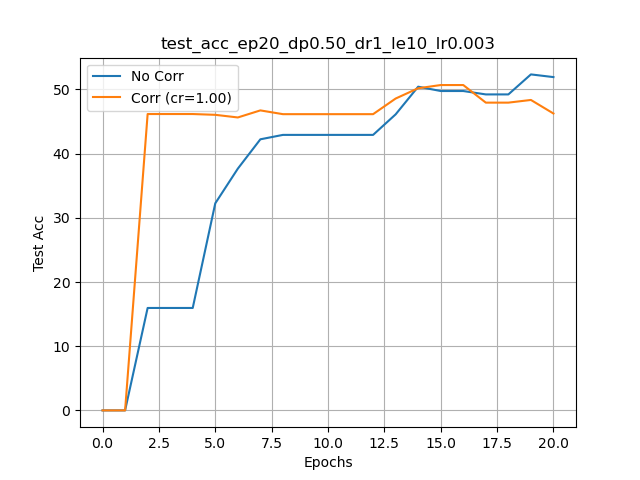 test_acc_ep20_dp0.50_dr1_le10_lr0.003
No Corr
Corr (cr=1.00)
50
40
30
20
10
0
Test Acc
0.0 2.5 5.0 7.5 10.0 12.5 15.0 17.5 20.0
Epochs